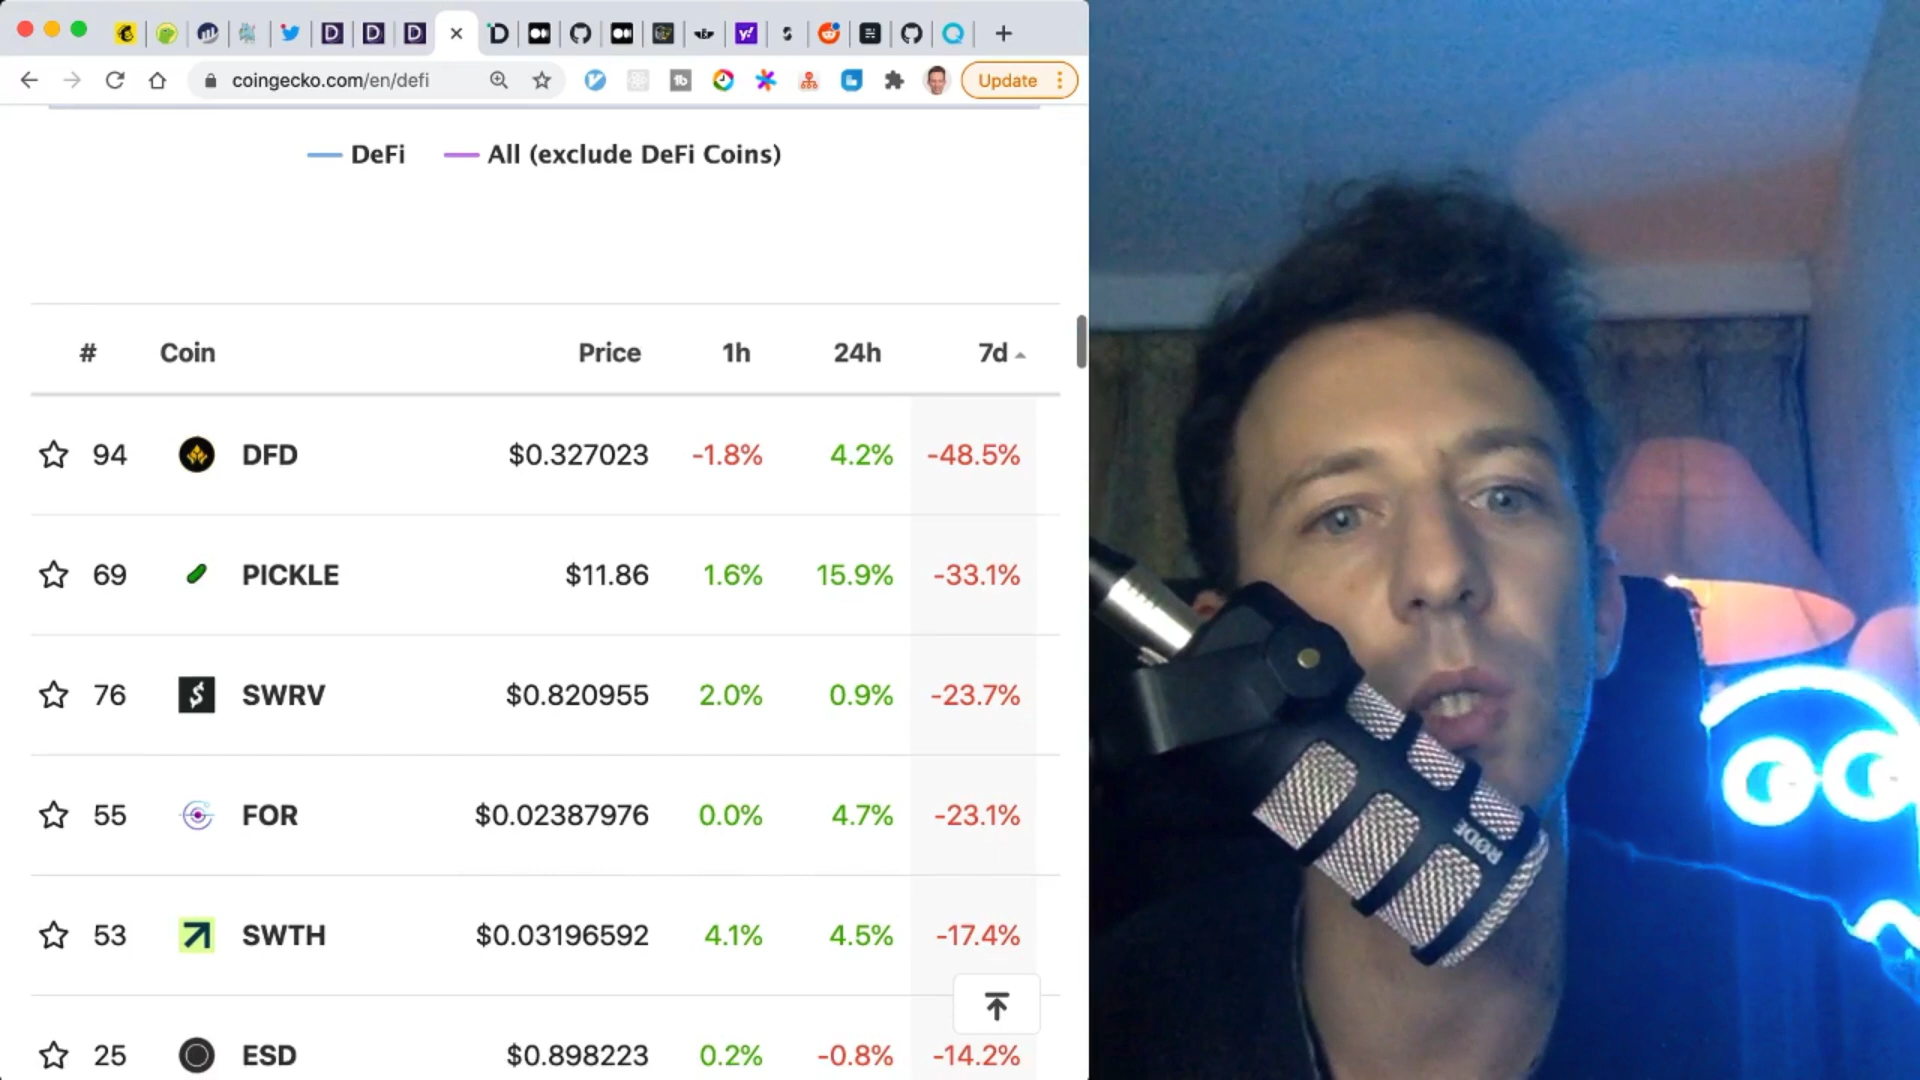 coingecko.com/en/defi
Update
DeFi All (exclude DeFi Coins)
# Coin Price 1h 24h 7d
94 DFD $0.327023 -1.8% 4.2% -48.5%
69 PICKLE $11.86 1.6% 15.9% -33.1%
76 SWRV $0.820955 2.0% 0.9% -23.7%
55 FOR $0.02387976 0.0% 4.7% -23.1%
53 SWTH $0.03196592 4.1% 4.5% -17.4%
25 ESD $0.898223 0.2% -0.8% -14.2%
RØDE